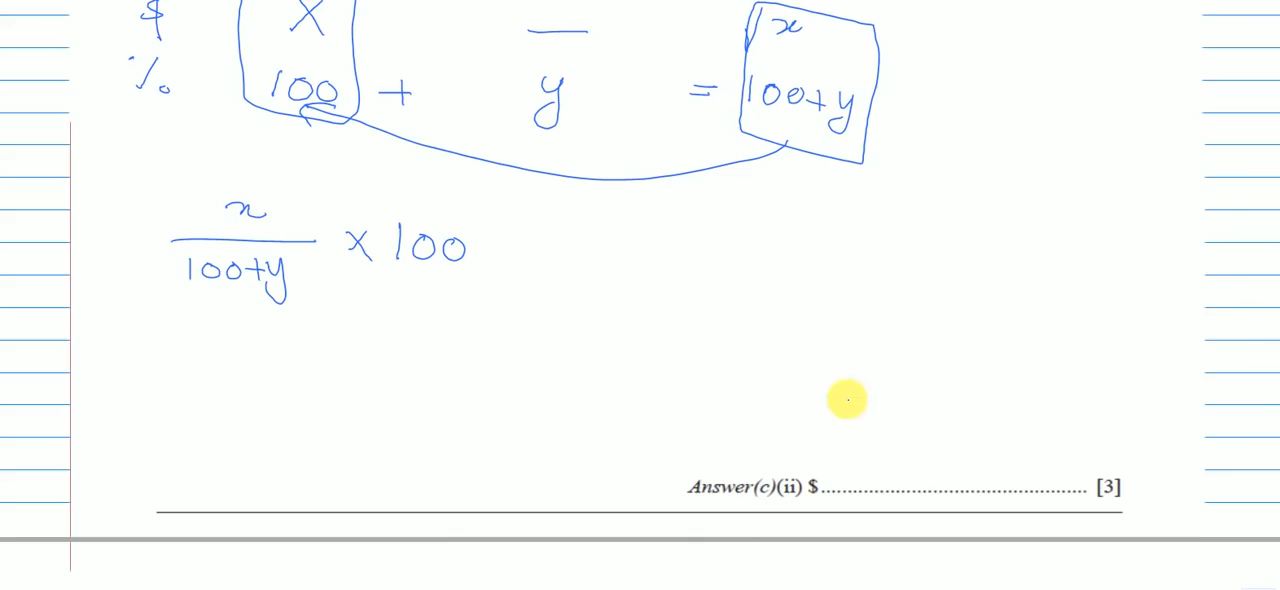 $ X — x
% 100 + y = 100+y
x
100+y × 100
Answer(c)(ii) $................................................ [3]